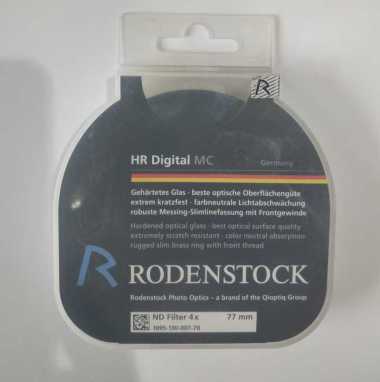 R
HR Digital MC Germany
Gehärtetes Glas · beste optische Oberflächengüte
extrem kratzfest · farbneutrale Lichtabschwächung
robuste Messing-Slimlinefassung mit Frontgewinde
Hardened optical glass · best optical surface quality
extremely scratch resistant · color neutral absorption
rugged slim brass ring with front thread
R RODENSTOCK
Rodenstock Photo Optics – a brand of the Qioptiq Group
ND Filter 4x 77 mm